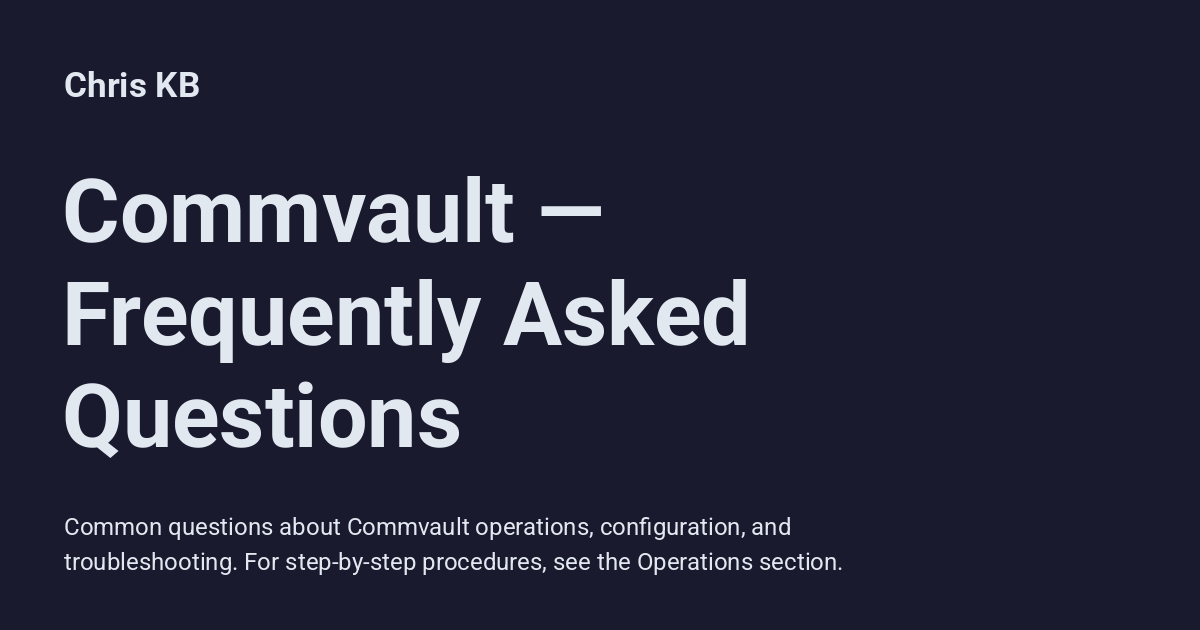 Chris KB
Commvault —
Frequently Asked
Questions
Common questions about Commvault operations, configuration, and
troubleshooting. For step-by-step procedures, see the Operations section.